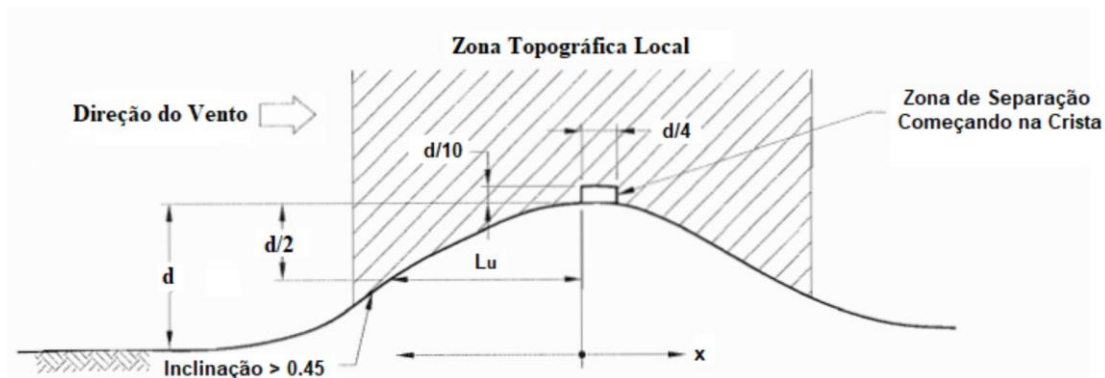 Zona Topográfica Local
Direção do Vento
Zona de Separação
Começando na Crista
d/4
d/10
d/2
d
Lu
x
Inclinação > 0.45